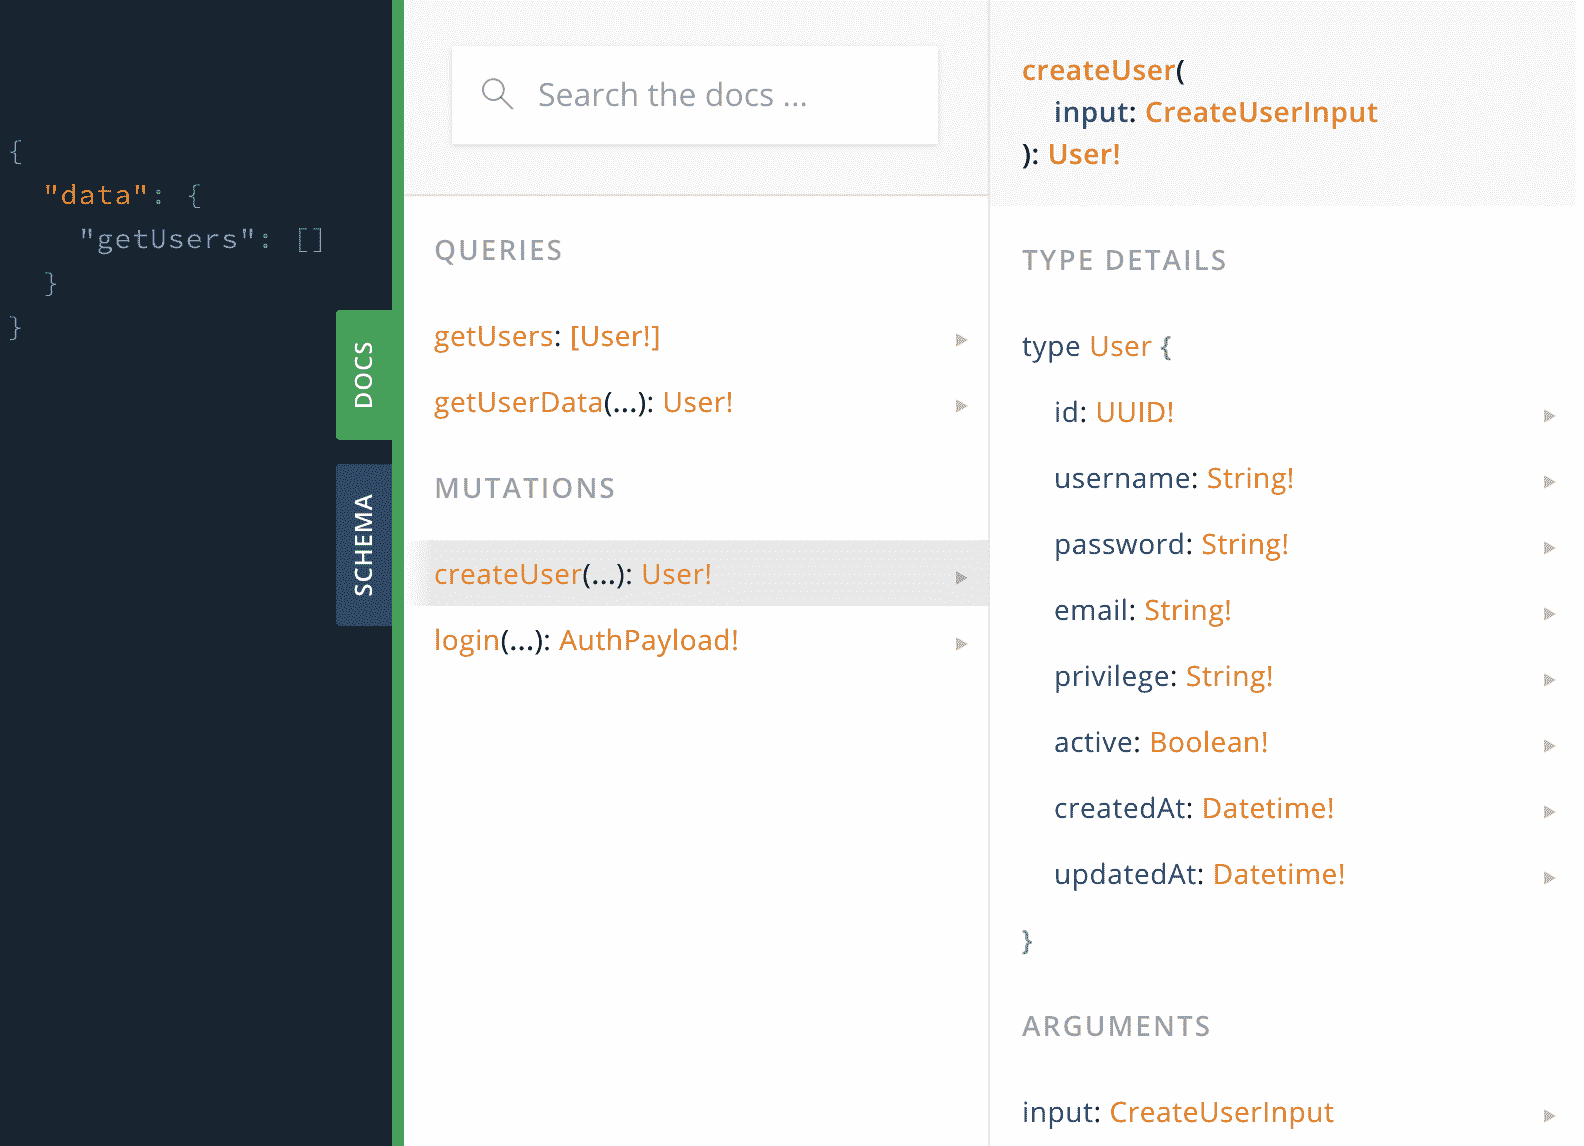 {
"data": {
"getUsers": []
}
}
DOCS
SCHEMA
Search the docs ...
QUERIES
getUsers: [User!]
getUserData(...): User!
MUTATIONS
createUser(...): User!
login(...): AuthPayload!
createUser(
input: CreateUserInput
): User!
TYPE DETAILS
type User {
id: UUID!
username: String!
password: String!
email: String!
privilege: String!
active: Boolean!
createdAt: Datetime!
updatedAt: Datetime!
}
ARGUMENTS
input: CreateUserInput